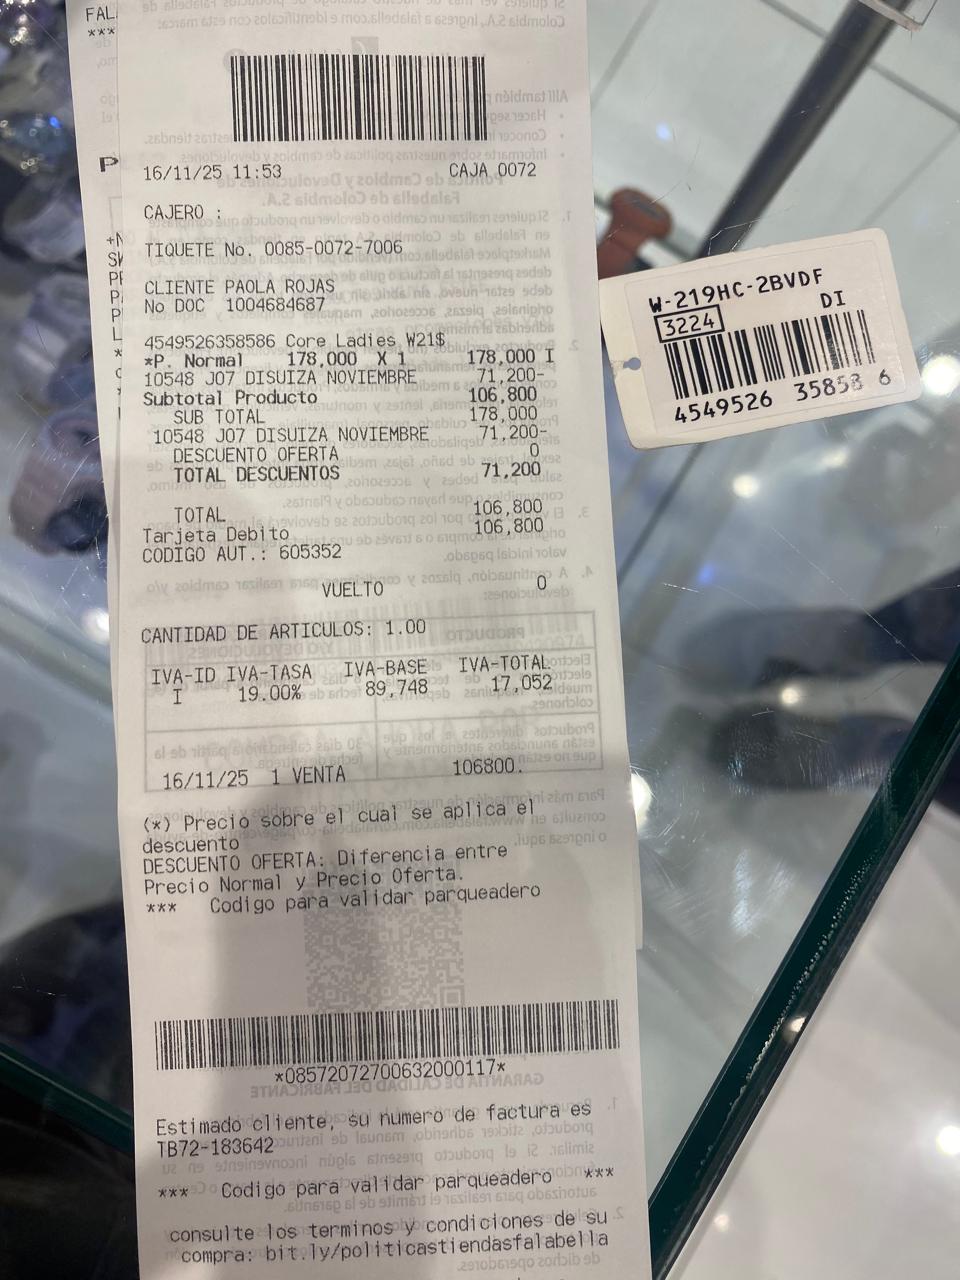 FAL
***
16/11/25 11:53 CAJA 0072
CAJERO :
TIQUETE No. 0085-0072-7006
CLIENTE PAOLA ROJAS
No DOC 1004684687
4549526358586 Core Ladies W21$
*P. Normal 178,000 X 1 178,000 I
10548 J07 DISUIZA NOVIEMBRE 71,200-
Subtotal Producto 106,800
SUB TOTAL 178,000
10548 J07 DISUIZA NOVIEMBRE 71,200-
DESCUENTO OFERTA 0
TOTAL DESCUENTOS 71,200
TOTAL 106,800
Tarjeta Debito 106,800
CODIGO AUT.: 605352
VUELTO 0
CANTIDAD DE ARTICULOS: 1.00
IVA-ID IVA-TASA IVA-BASE IVA-TOTAL
I 19.00% 89,748 17,052
16/11/25 1 VENTA 106800.
(*) Precio sobre el cual se aplica el
descuento
DESCUENTO OFERTA: Diferencia entre
Precio Normal y Precio Oferta.
*** Codigo para validar parqueadero
*08572072700632000117*
Estimado cliente, su numero de factura es
TB72-183642
*** Codigo para validar parqueadero ***
consulte los terminos y condiciones de su
compra: bit.ly/politicastiendasfalabella
W-219HC-2BVDF
DI
3224
4549526 358586